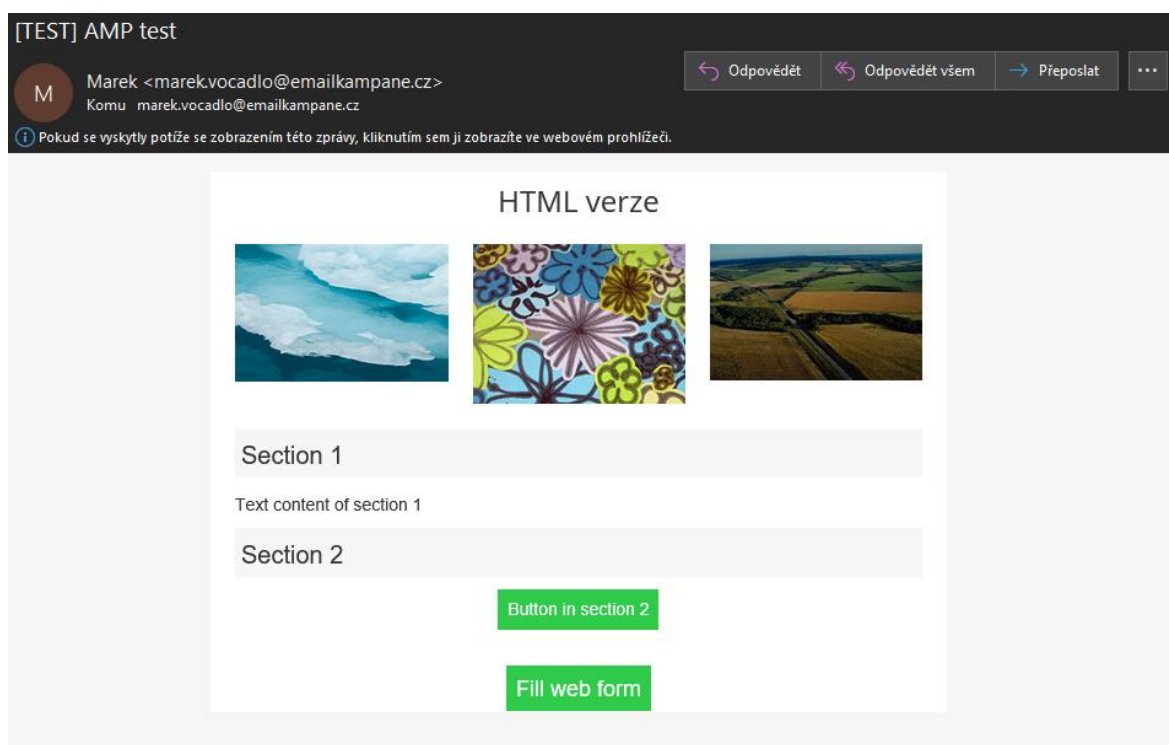 [TEST] AMP test
M
Marek <marek.vocadlo@emailkampane.cz>
Komu marek.vocadlo@emailkampane.cz
Odpovědět
Odpovědět všem
Přeposlat
Pokud se vyskytly potíže se zobrazením této zprávy, kliknutím sem ji zobrazíte ve webovém prohlížeči.
HTML verze
Section 1
Text content of section 1
Section 2
Button in section 2
Fill web form